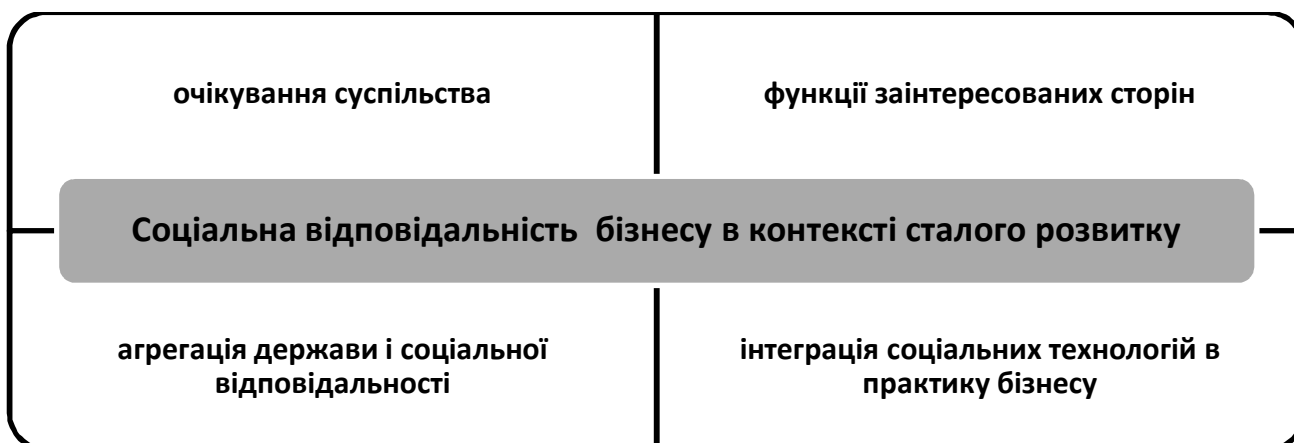 очікування суспільства
функції заінтересованих сторін
Соціальна відповідальність бізнесу в контексті сталого розвитку
агрегація держави і соціальної
відповідальності
інтеграція соціальних технологій в
практику бізнесу